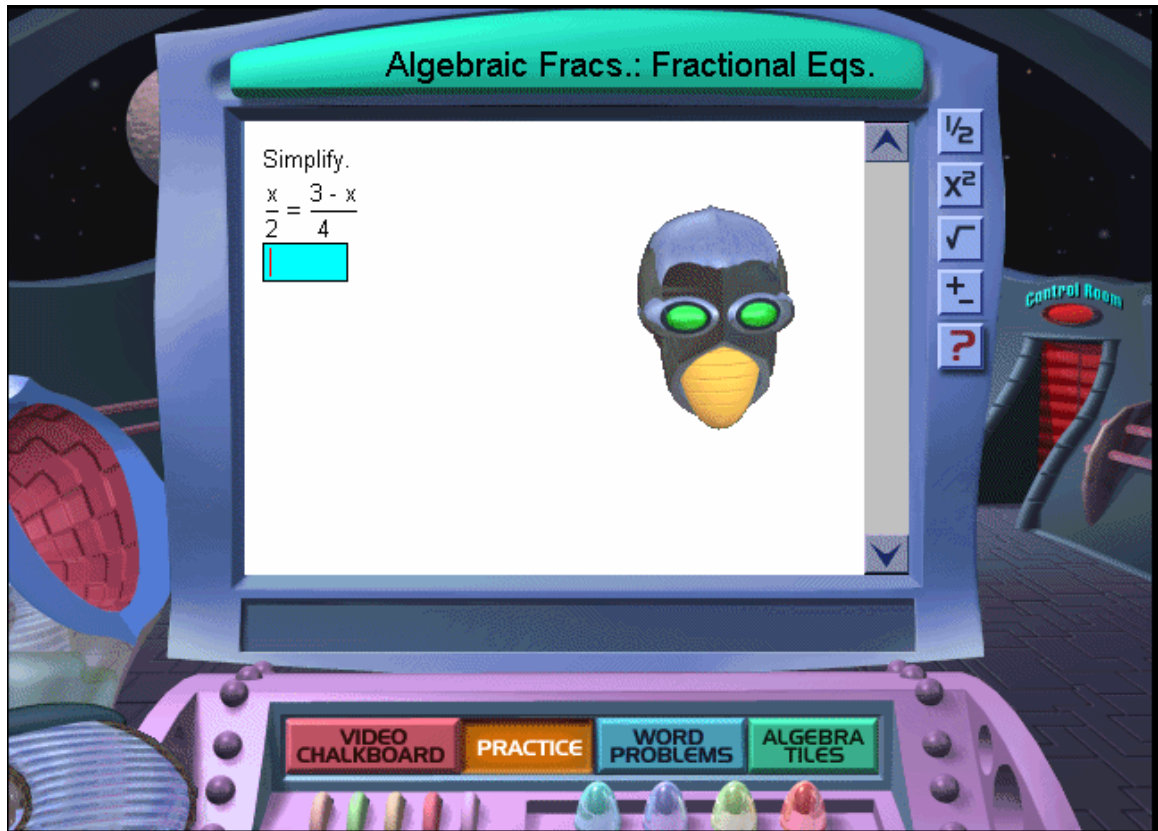 Algebraic Fracs.: Fractional Eqs.
Simplify.
x/2 = 3 - x/4
1/2
x²
√
+-
?
Control Room
VIDEO CHALKBOARD
PRACTICE
WORD PROBLEMS
ALGEBRA TILES